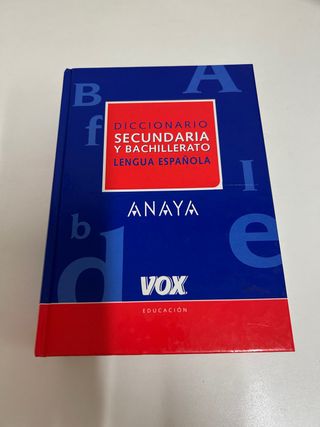 B
A
f
DICCIONARIO
SECUNDARIA
Y BACHILLERATO
LENGUA ESPAÑOLA
ANAYA
l
b
d
e
VOX
EDUCACIÓN